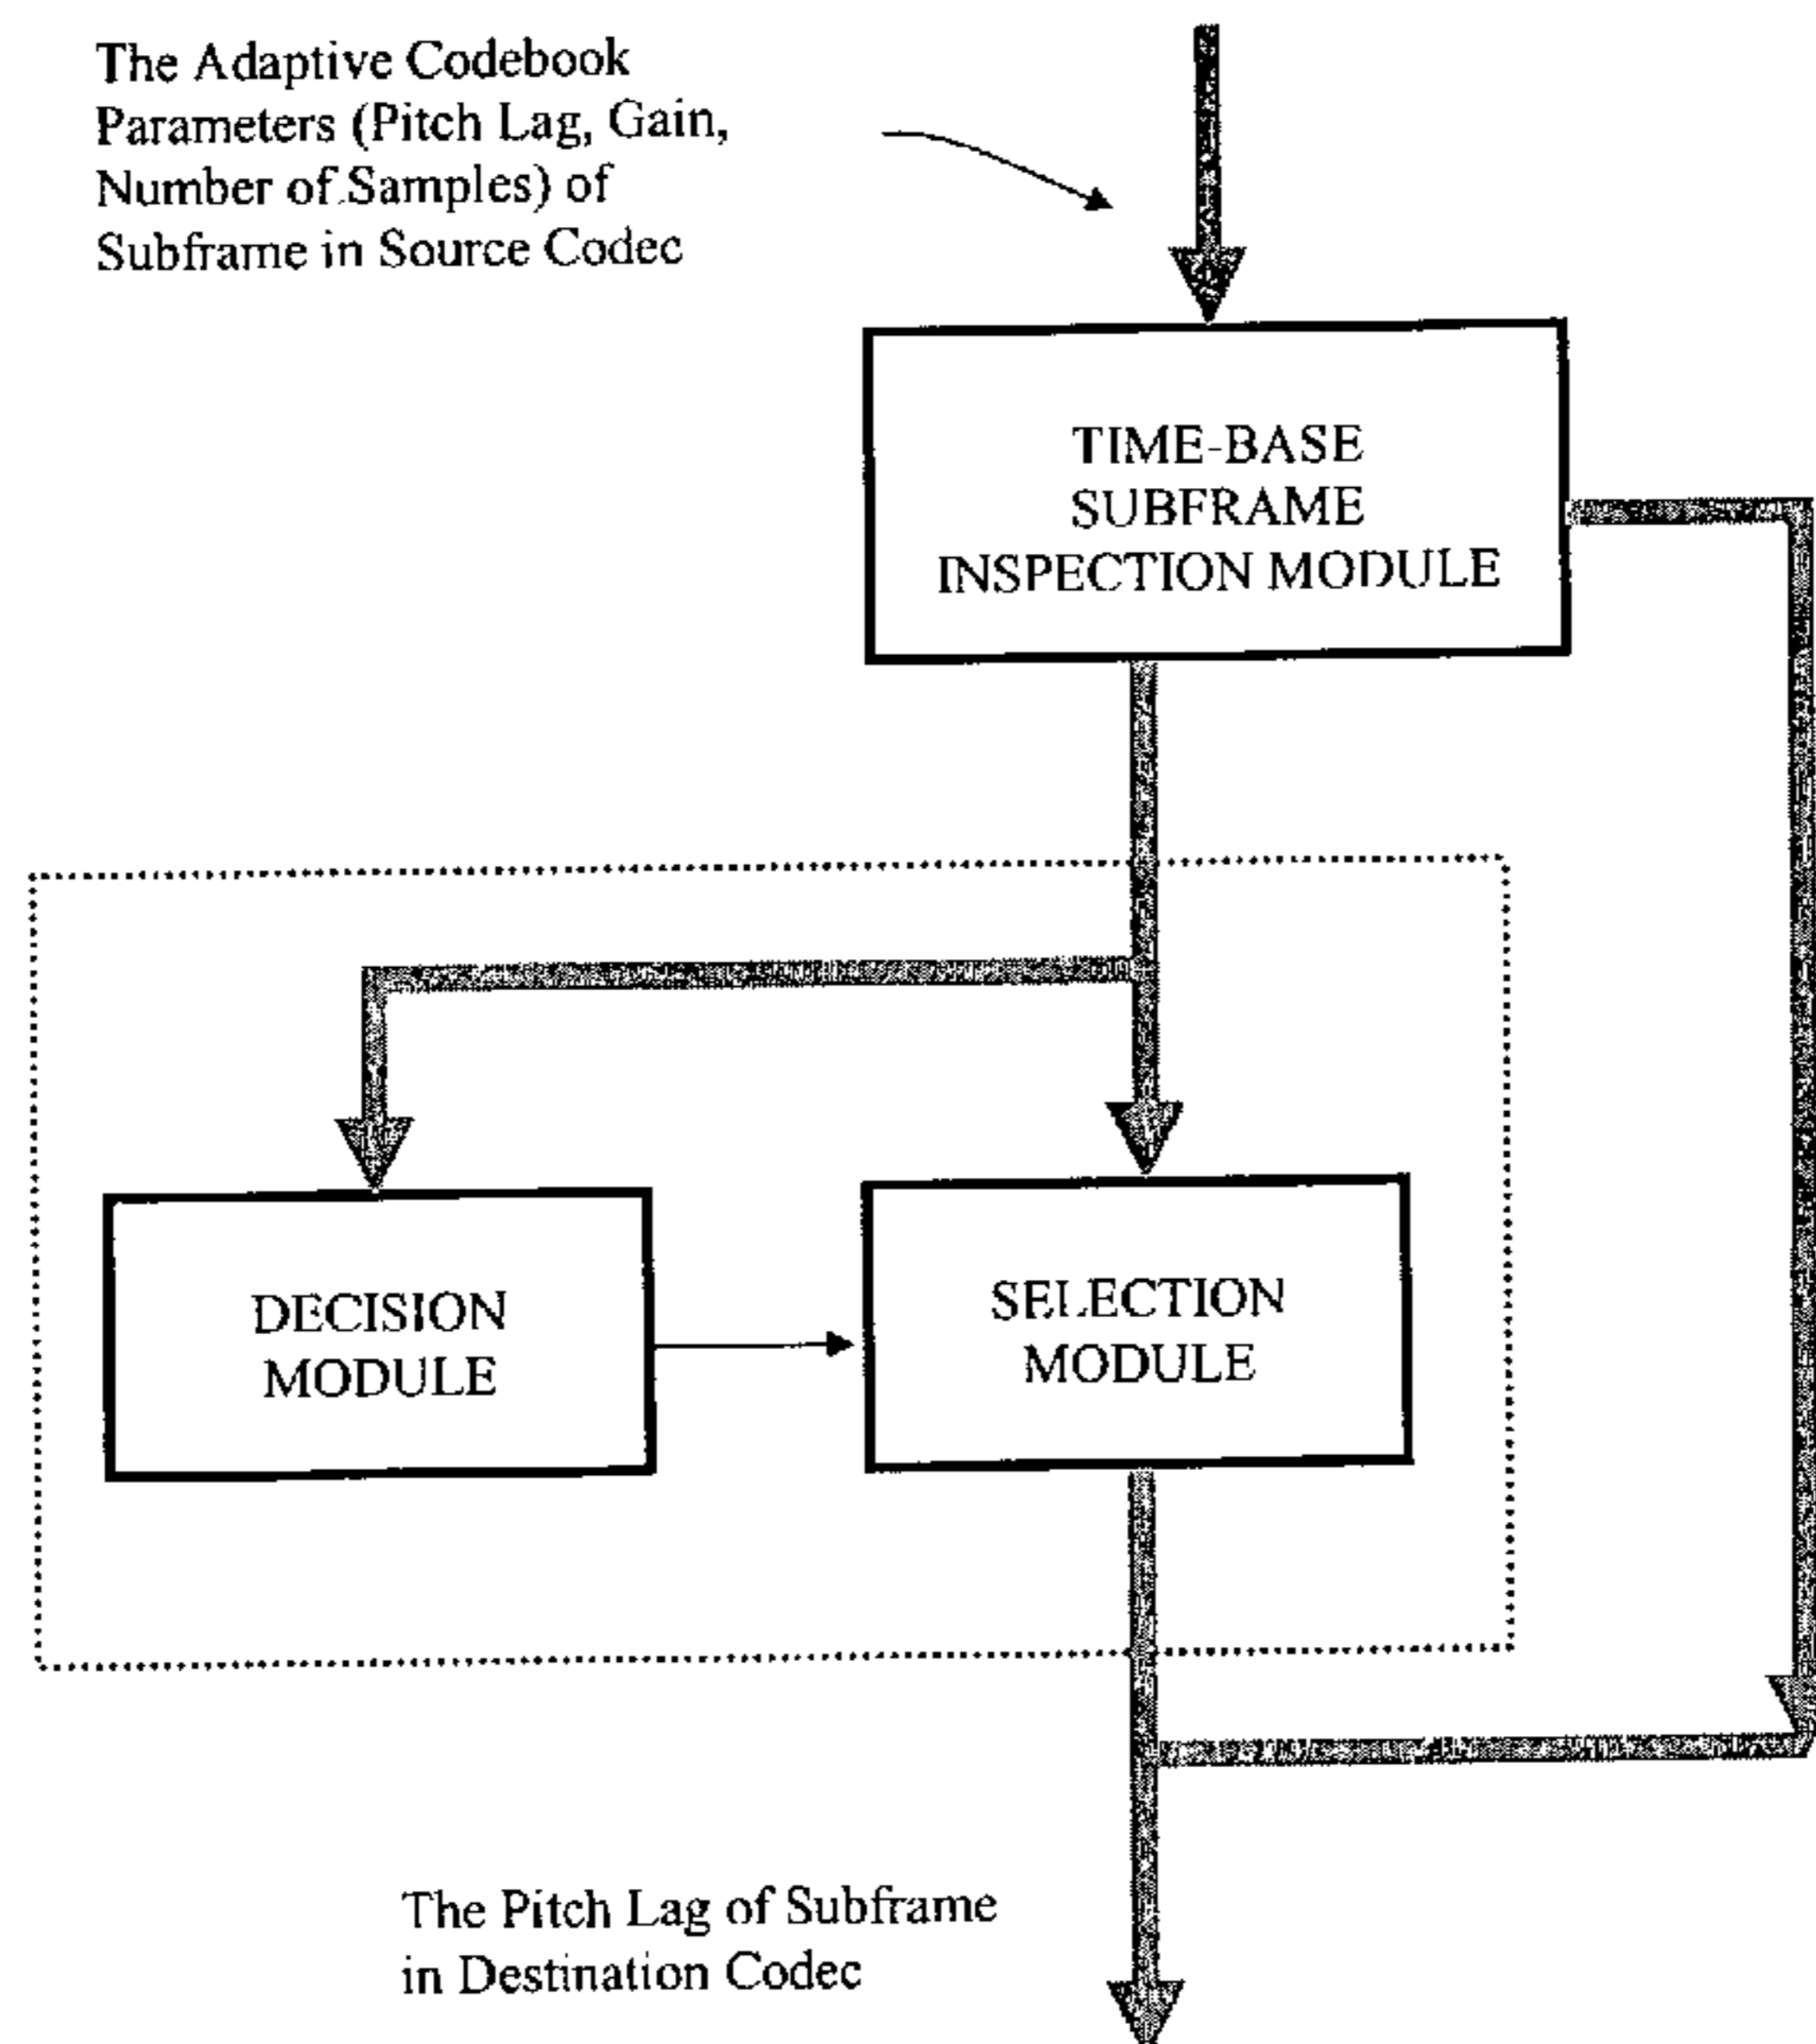 The Adaptive Codebook
Parameters (Pitch Lag, Gain,
Number of Samples) of
Subframe in Source Codec
TIME-BASE
SUBFRAME
INSPECTION MODULE
DECISION
MODULE
SELECTION
MODULE
The Pitch Lag of Subframe
in Destination Codec